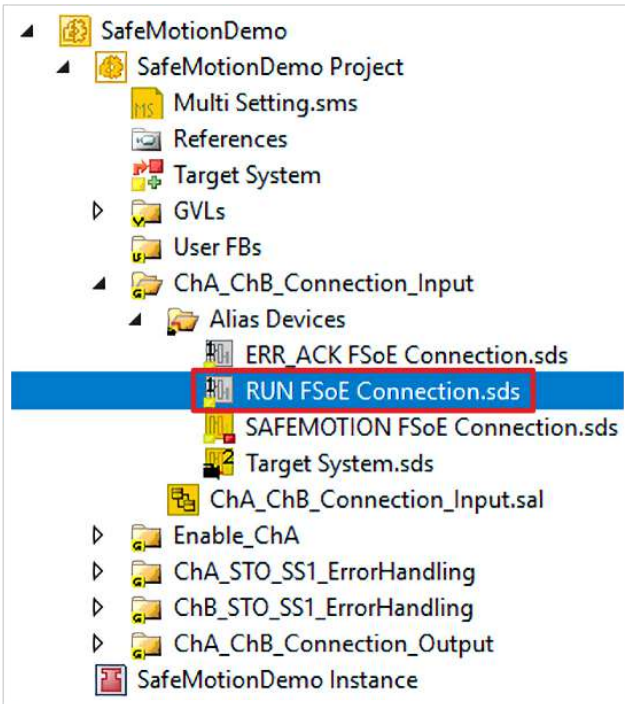 SafeMotionDemo
SafeMotionDemo Project
MS Multi Setting.sms
References
Target System
GVLs
User FBs
ChA_ChB_Connection_Input
Alias Devices
ERR_ACK FSoE Connection.sds
RUN FSoE Connection.sds
SAFEMOTION FSoE Connection.sds
2 Target System.sds
ChA_ChB_Connection_Input.sal
Enable_ChA
ChA_STO_SS1_ErrorHandling
ChB_STO_SS1_ErrorHandling
ChA_ChB_Connection_Output
SafeMotionDemo Instance